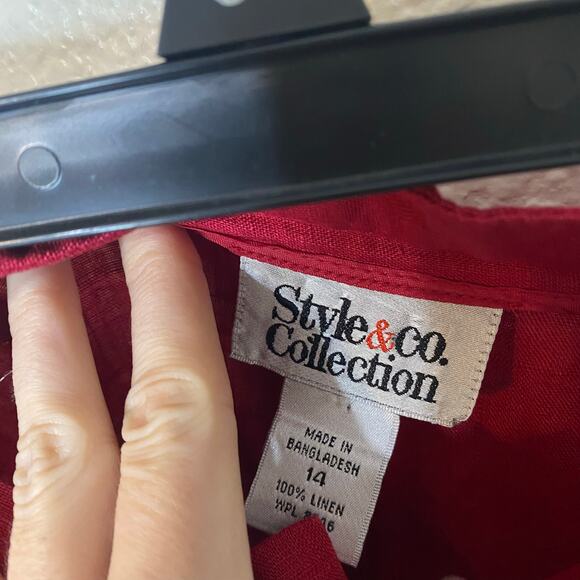 Style&co.
Collection
MADE IN
BANGLADESH
14
100% LINEN
WPL